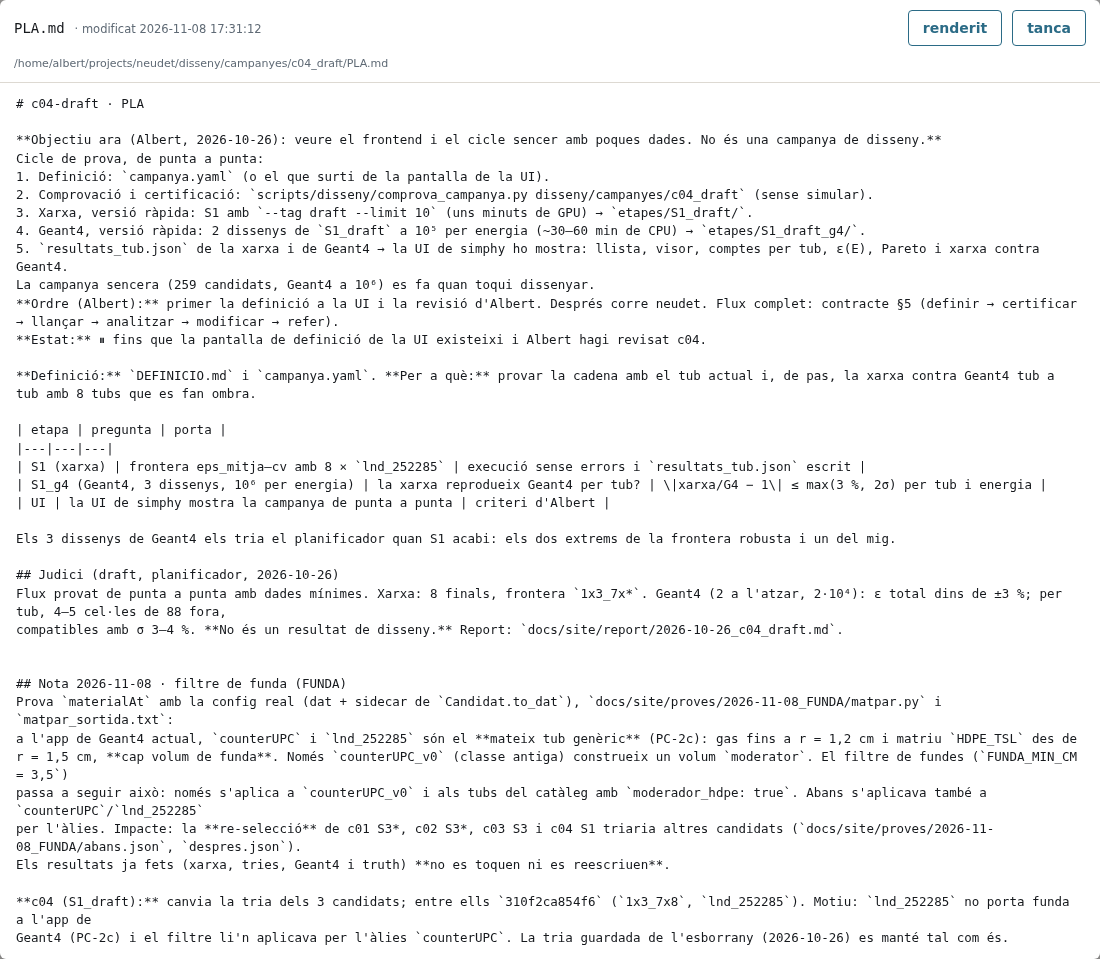 PLA.md · modificat 2026-11-08 17:31:12
renderit
tanca
/home/albert/projects/neudet/disseny/campanyes/c04_draft/PLA.md
# c04-draft · PLA
**Objectiu ara (Albert, 2026-10-26): veure el frontend i el cicle sencer amb poques dades. No és una campanya de disseny.**
Cicle de prova, de punta a punta:
1. Definició: `campanya.yaml` (o el que surti de la pantalla de la UI).
2. Comprovació i certificació: `scripts/disseny/comprova_campanya.py disseny/campanyes/c04_draft` (sense simular).
3. Xarxa, versió ràpida: S1 amb `--tag draft --limit 10` (uns minuts de GPU) → `etapes/S1_draft/`.
4. Geant4, versió ràpida: 2 dissenys de `S1_draft` a 10⁵ per energia (~30–60 min de CPU) → `etapes/S1_draft_g4/`.
5. `resultats_tub.json` de la xarxa i de Geant4 → la UI de simphy ho mostra: llista, visor, comptes per tub, ε(E), Pareto i xarxa contra
Geant4.
La campanya sencera (259 candidats, Geant4 a 10⁶) es fa quan toqui dissenyar.
**Ordre (Albert):** primer la definició a la UI i la revisió d'Albert. Després corre neudet. Flux complet: contracte §5 (definir → certificar
→ llançar → analitzar → modificar → refer).
**Estat:** ⏸ fins que la pantalla de definició de la UI existeixi i Albert hagi revisat c04.
**Definició:** `DEFINICIO.md` i `campanya.yaml`. **Per a què:** provar la cadena amb el tub actual i, de pas, la xarxa contra Geant4 tub a
tub amb 8 tubs que es fan ombra.
| etapa | pregunta | porta |
|---|---|---|
| S1 (xarxa) | frontera eps_mitja–cv amb 8 × `lnd_252285` | execució sense errors i `resultats_tub.json` escrit |
| S1_g4 (Geant4, 3 dissenys, 10⁶ per energia) | la xarxa reprodueix Geant4 per tub? | \|xarxa/G4 − 1\| ≤ max(3 %, 2σ) per tub i energia |
| UI | la UI de simphy mostra la campanya de punta a punta | criteri d'Albert |
Els 3 dissenys de Geant4 els tria el planificador quan S1 acabi: els dos extrems de la frontera robusta i un del mig.
## Judici (draft, planificador, 2026-10-26)
Flux provat de punta a punta amb dades mínimes. Xarxa: 8 finals, frontera `1x3_7x*`. Geant4 (2 a l'atzar, 2·10⁴): ε total dins de ±3 %; per
tub, 4–5 cel·les de 88 fora,
compatibles amb σ 3–4 %. **No és un resultat de disseny.** Report: `docs/site/report/2026-10-26_c04_draft.md`.
## Nota 2026-11-08 · filtre de funda (FUNDA)
Prova `materialAt` amb la config real (dat + sidecar de `Candidat.to_dat`), `docs/site/proves/2026-11-08_FUNDA/matpar.py` i
`matpar_sortida.txt`:
a l'app de Geant4 actual, `counterUPC` i `lnd_252285` són el **mateix tub genèric** (PC-2c): gas fins a r = 1,2 cm i matriu `HDPE_TSL` des de
r = 1,5 cm, **cap volum de funda**. Només `counterUPC_v0` (classe antiga) construeix un volum `moderator`. El filtre de fundes (`FUNDA_MIN_CM
= 3,5`)
passa a seguir això: només s'aplica a `counterUPC_v0` i als tubs del catàleg amb `moderador_hdpe: true`. Abans s'aplicava també a
`counterUPC`/`lnd_252285`
per l'àlies. Impacte: la **re-selecció** de c01 S3*, c02 S3*, c03 S3 i c04 S1 triaria altres candidats (`docs/site/proves/2026-11-
08_FUNDA/abans.json`, `despres.json`).
Els resultats ja fets (xarxa, tries, Geant4 i truth) **no es toquen ni es reescriuen**.
**c04 (S1_draft):** canvia la tria dels 3 candidats; entre ells `310f2ca854f6` (`1x3_7x8`, `lnd_252285`). Motiu: `lnd_252285` no porta funda
a l'app de
Geant4 (PC-2c) i el filtre li'n aplicava per l'àlies `counterUPC`. La tria guardada de l'esborrany (2026-10-26) es manté tal com és.